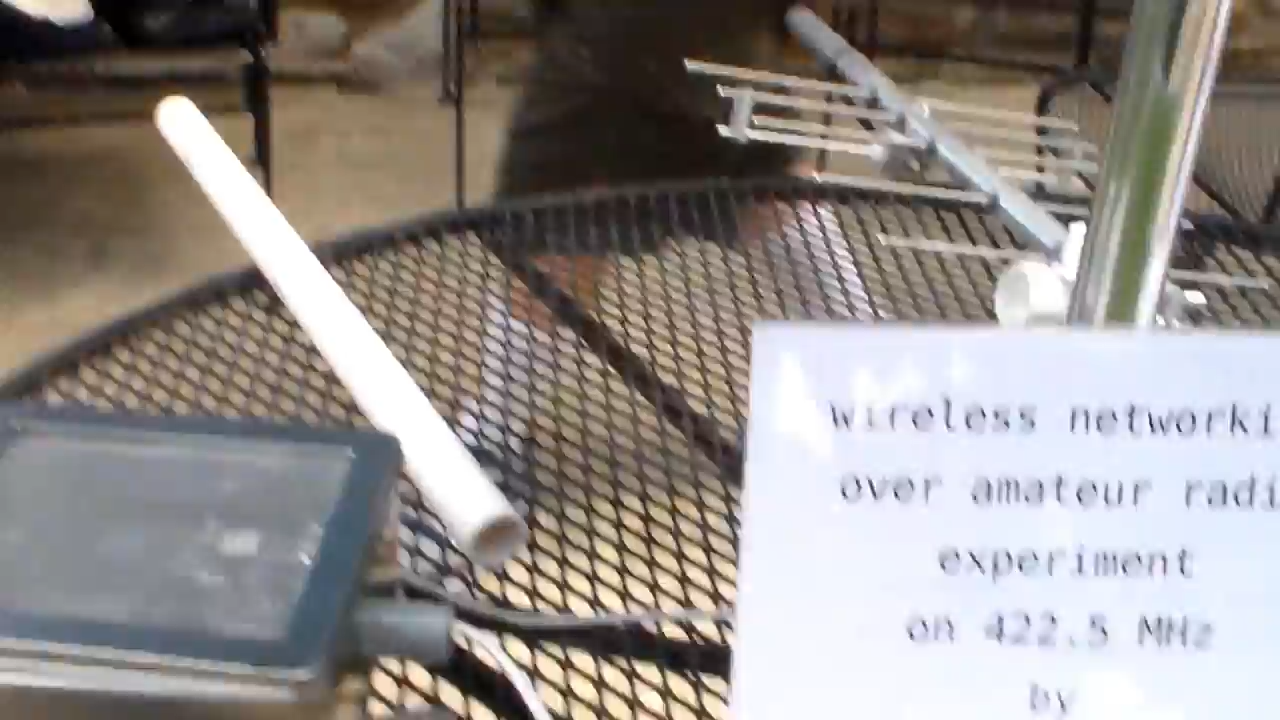 wireless networki
over amateur radi
experiment
on 422.5 MHz
by